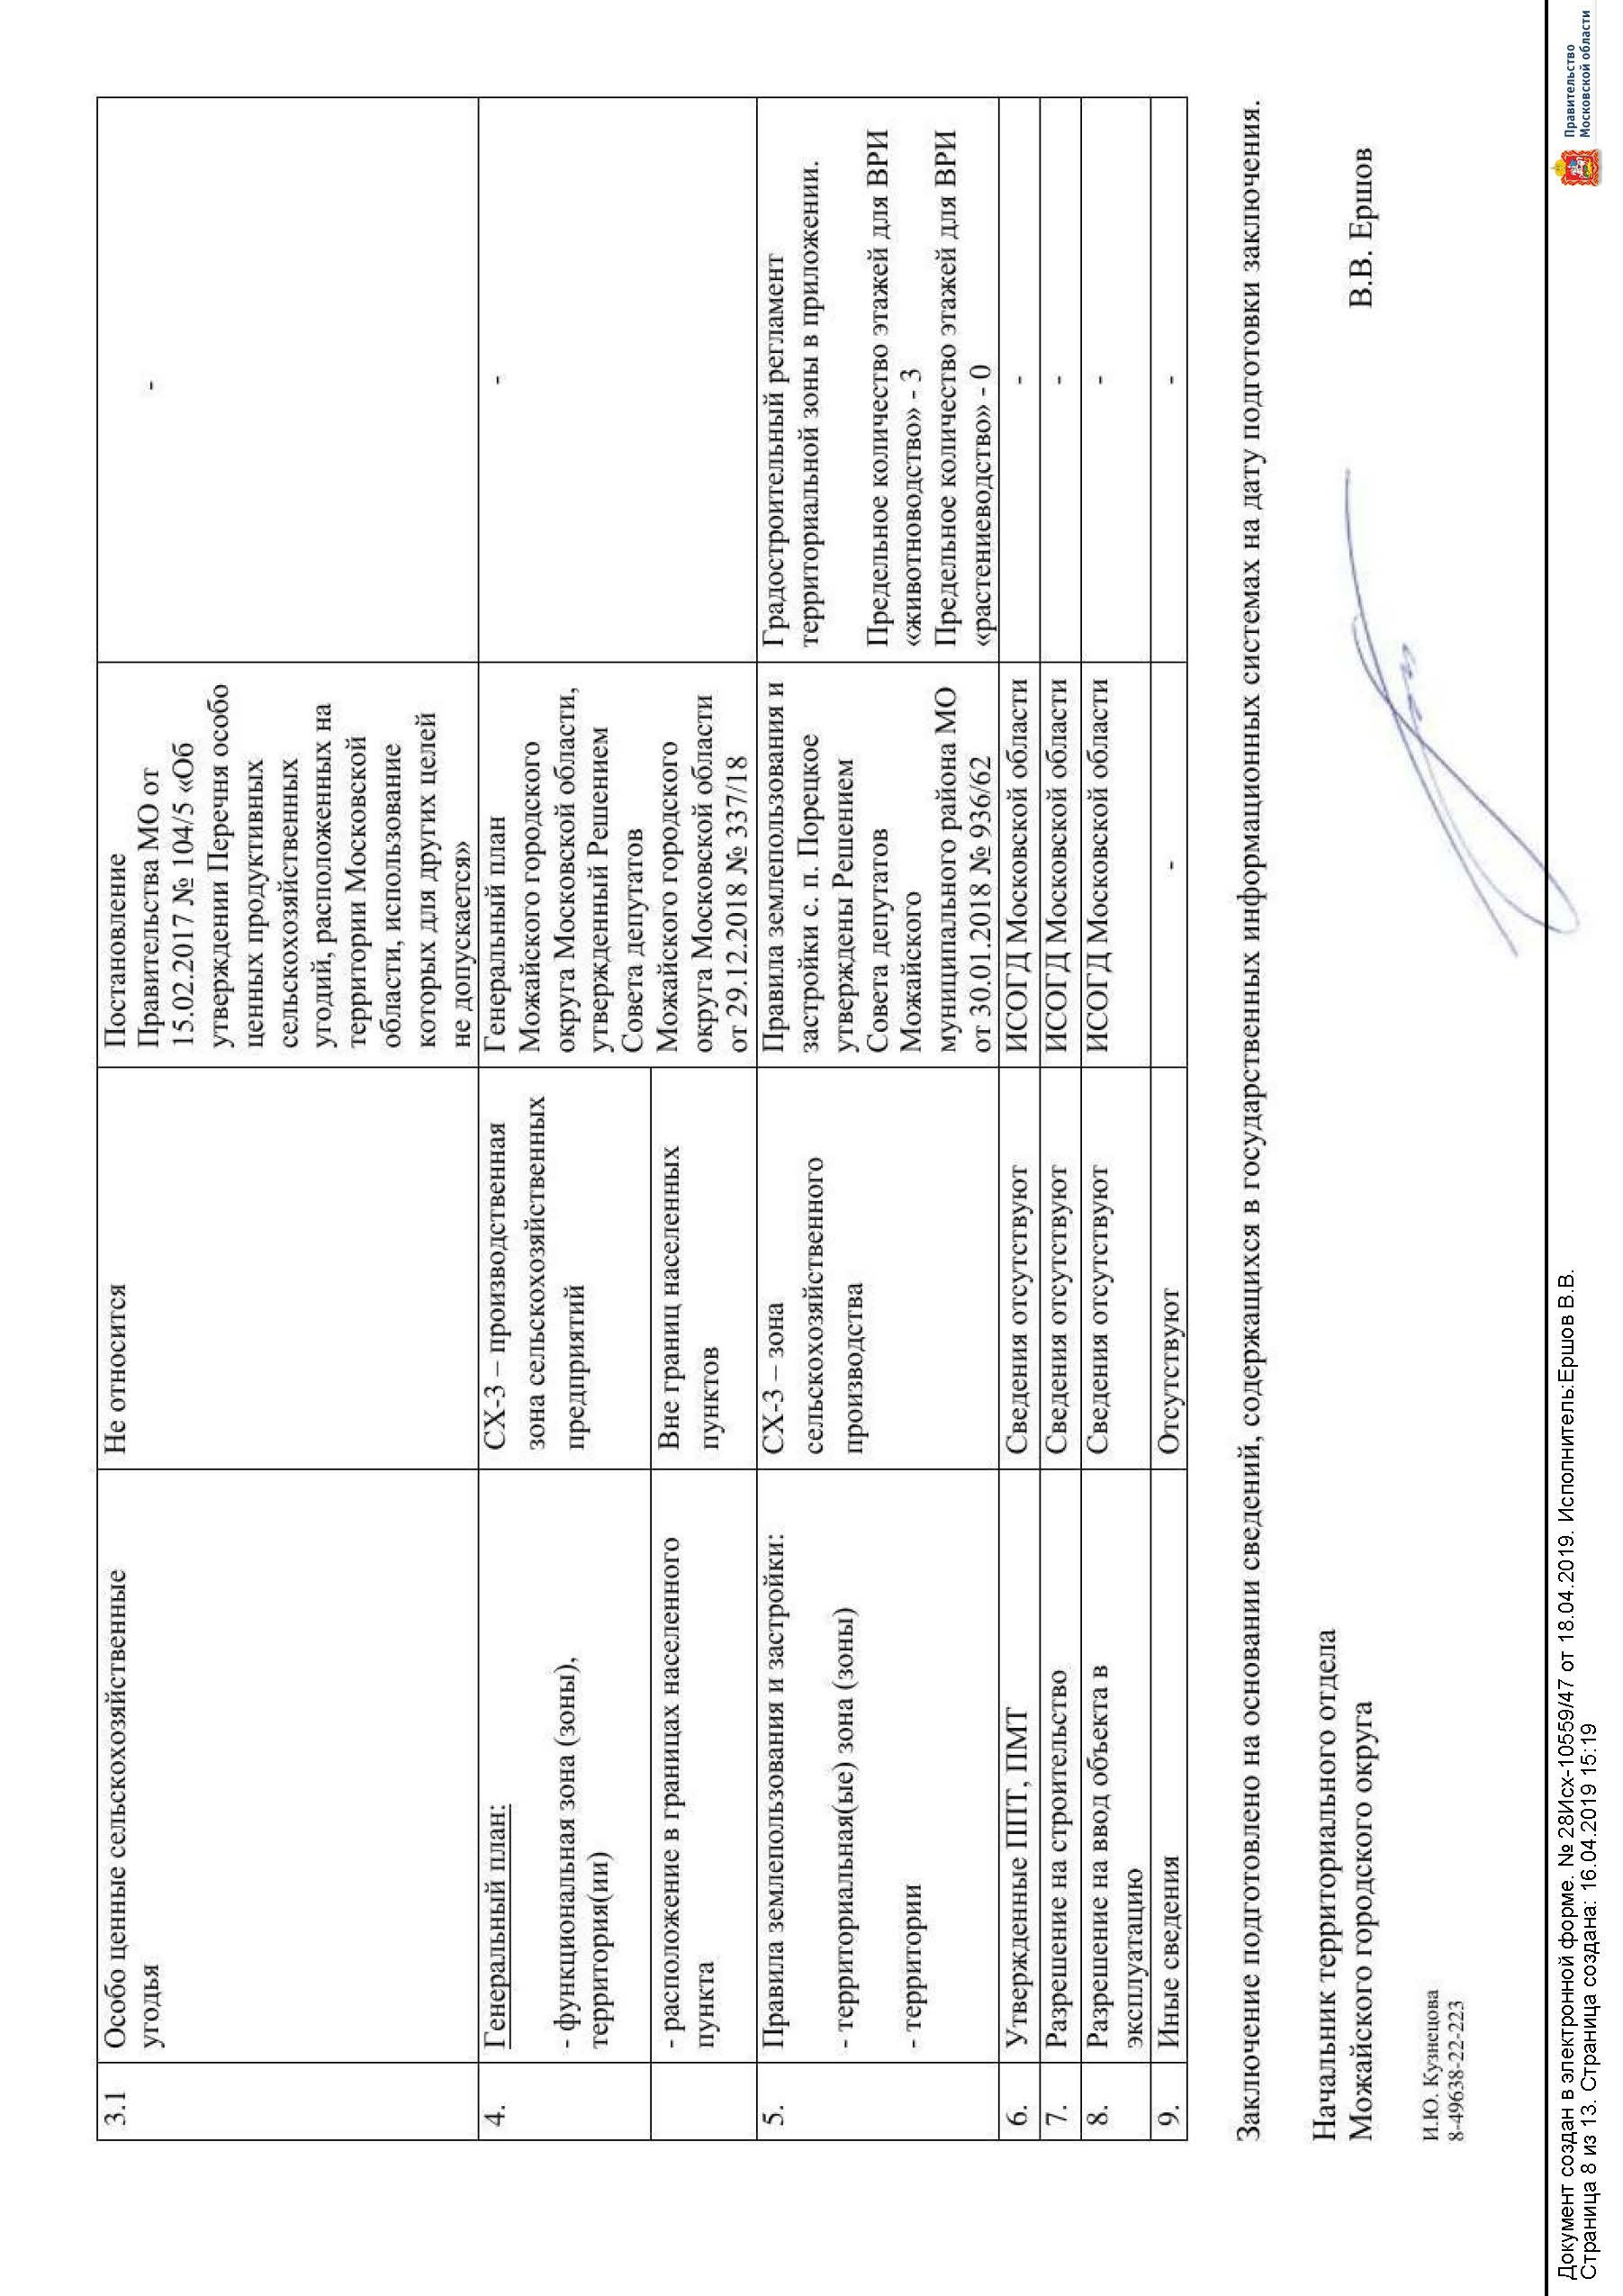 3.1
Особо ценные сельскохозяйственные
угодья
Не относится
Постановление
Правительства МО от
15.02.2017 № 104/5 «Об
утверждении Перечня особо
ценных продуктивных
сельскохозяйственных
угодий, расположенных на
территории Московской
области, использование
которых для других целей
не допускается»
-
4.
Генеральный план:
- функциональная зона (зоны),
территория(ии)
СХ-3 – производственная
зона сельскохозяйственных
предприятий
Генеральный план
Можайского городского
округа Московской области,
утвержденный Решением
Совета депутатов
Можайского городского
округа Московской области
от 29.12.2018 № 337/18
-
- расположение в границах населенного
пункта
Вне границ населенных
пунктов
5.
Правила землепользования и застройки:
- территориальная(ые) зона (зоны)
- территории
СХ-3 – зона
сельскохозяйственного
производства
Правила землепользования и
застройки с. п. Порецкое
утверждены Решением
Совета депутатов
Можайского
муниципального района МО
от 30.01.2018 № 936/62
Градостроительный регламент
территориальной зоны в приложении.
Предельное количество этажей для ВРИ
«животноводство» - 3
Предельное количество этажей для ВРИ
«растениеводство» - 0
6.
Утвержденные ППТ, ПМТ
Сведения отсутствуют
ИСОГД Московской области
-
7.
Разрешение на строительство
Сведения отсутствуют
ИСОГД Московской области
-
8.
Разрешение на ввод объекта в
эксплуатацию
Сведения отсутствуют
ИСОГД Московской области
-
9.
Иные сведения
Отсутствуют
-
-
Заключение подготовлено на основании сведений, содержащихся в государственных информационных системах на дату подготовки заключения.
Начальник территориального отдела
Можайского городского округа
В.В. Ершов
И.Ю. Кузнецова
8-49638-22-223
Документ создан в электронной форме. № 28Исх-10559/47 от 18.04.2019. Исполнитель:Ершов В.В.
Страница 8 из 13. Страница создана: 16.04.2019 15:19
Правительство
Московской области